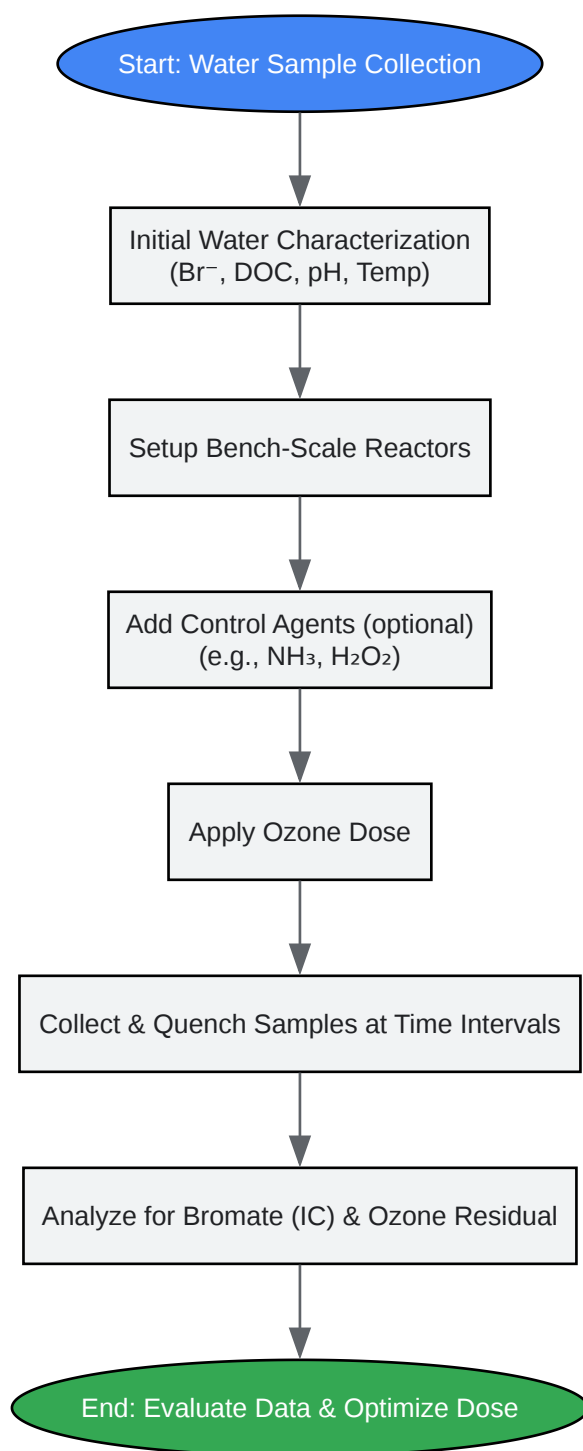 Start: Water Sample Collection
Initial Water Characterization
(Br⁻, DOC, pH, Temp)
Setup Bench-Scale Reactors
Add Control Agents (optional)
(e.g., NH₃, H₂O₂)
Apply Ozone Dose
Collect & Quench Samples at Time Intervals
Analyze for Bromate (IC) & Ozone Residual
End: Evaluate Data & Optimize Dose